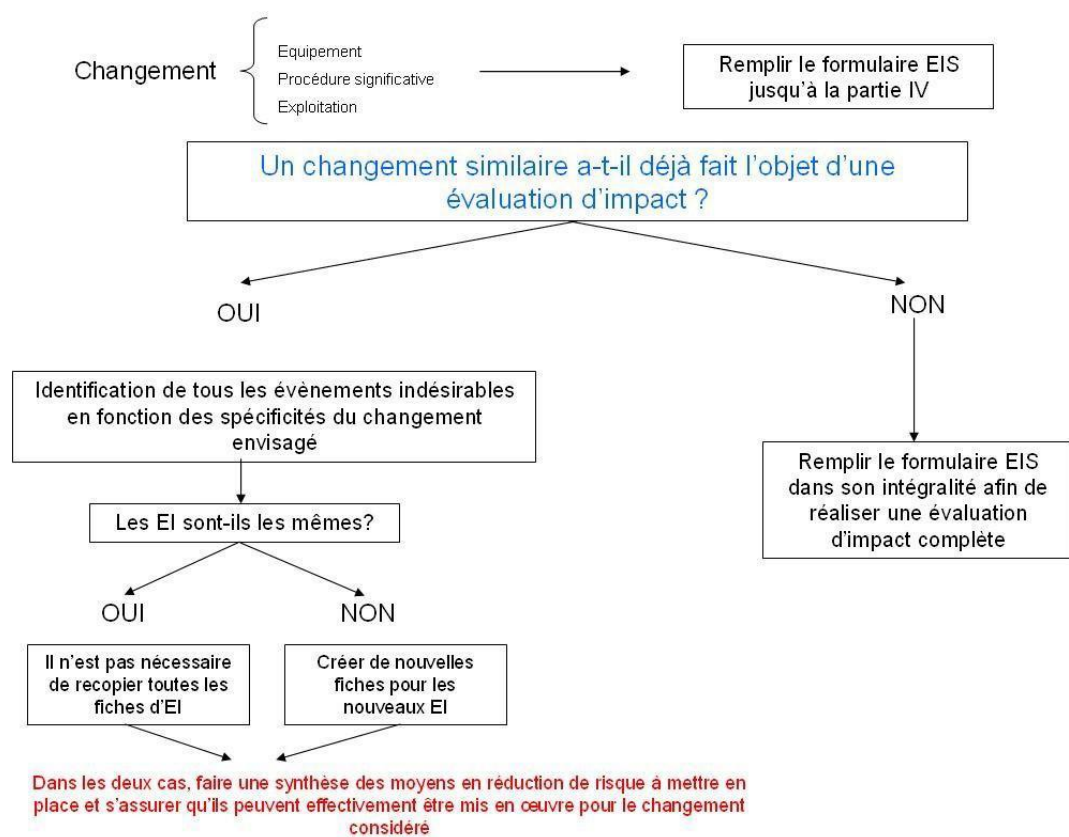 Changement
Equipement
Procédure significative
Exploitation
Remplir le formulaire EIS
jusqu'à la partie IV
Un changement similaire a-t-il déjà fait l'objet d'une
évaluation d'impact ?
OUI
NON
Identification de tous les évènements indésirables
en fonction des spécificités du changement
envisagé
Remplir le formulaire EIS
dans son intégralité afin de
réaliser une évaluation
d'impact complète
Les EI sont-ils les mêmes?
OUI
NON
Il n'est pas nécessaire
de recopier toutes les
fiches d'EI
Créer de nouvelles
fiches pour les
nouveaux EI
Dans les deux cas, faire une synthèse des moyens en réduction de risque à mettre en
place et s'assurer qu'ils peuvent effectivement être mis en œuvre pour le changement
considéré